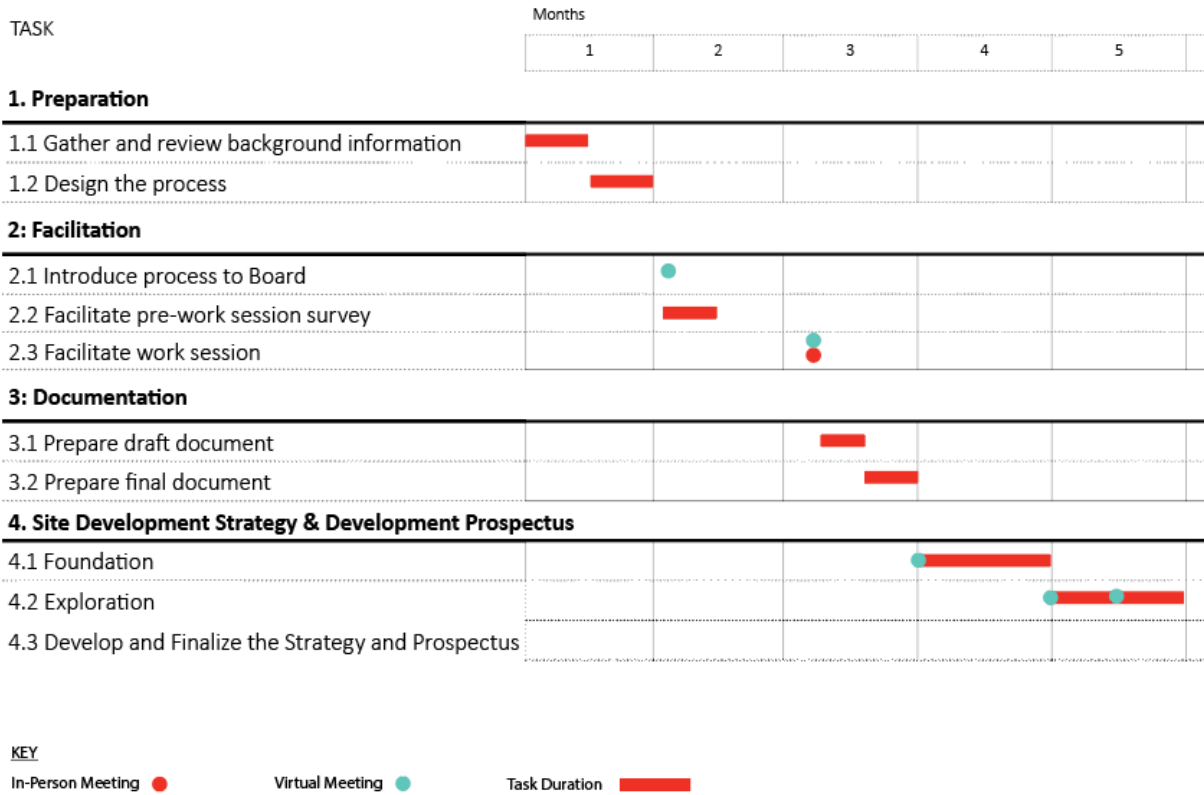 Months
TASK
1 2 3 4 5
1. Preparation
1.1 Gather and review background information
1.2 Design the process
2: Facilitation
2.1 Introduce process to Board
2.2 Facilitate pre-work session survey
2.3 Facilitate work session
3: Documentation
3.1 Prepare draft document
3.2 Prepare final document
4. Site Development Strategy & Development Prospectus
4.1 Foundation
4.2 Exploration
4.3 Develop and Finalize the Strategy and Prospectus
KEY
In-Person Meeting Virtual Meeting Task Duration